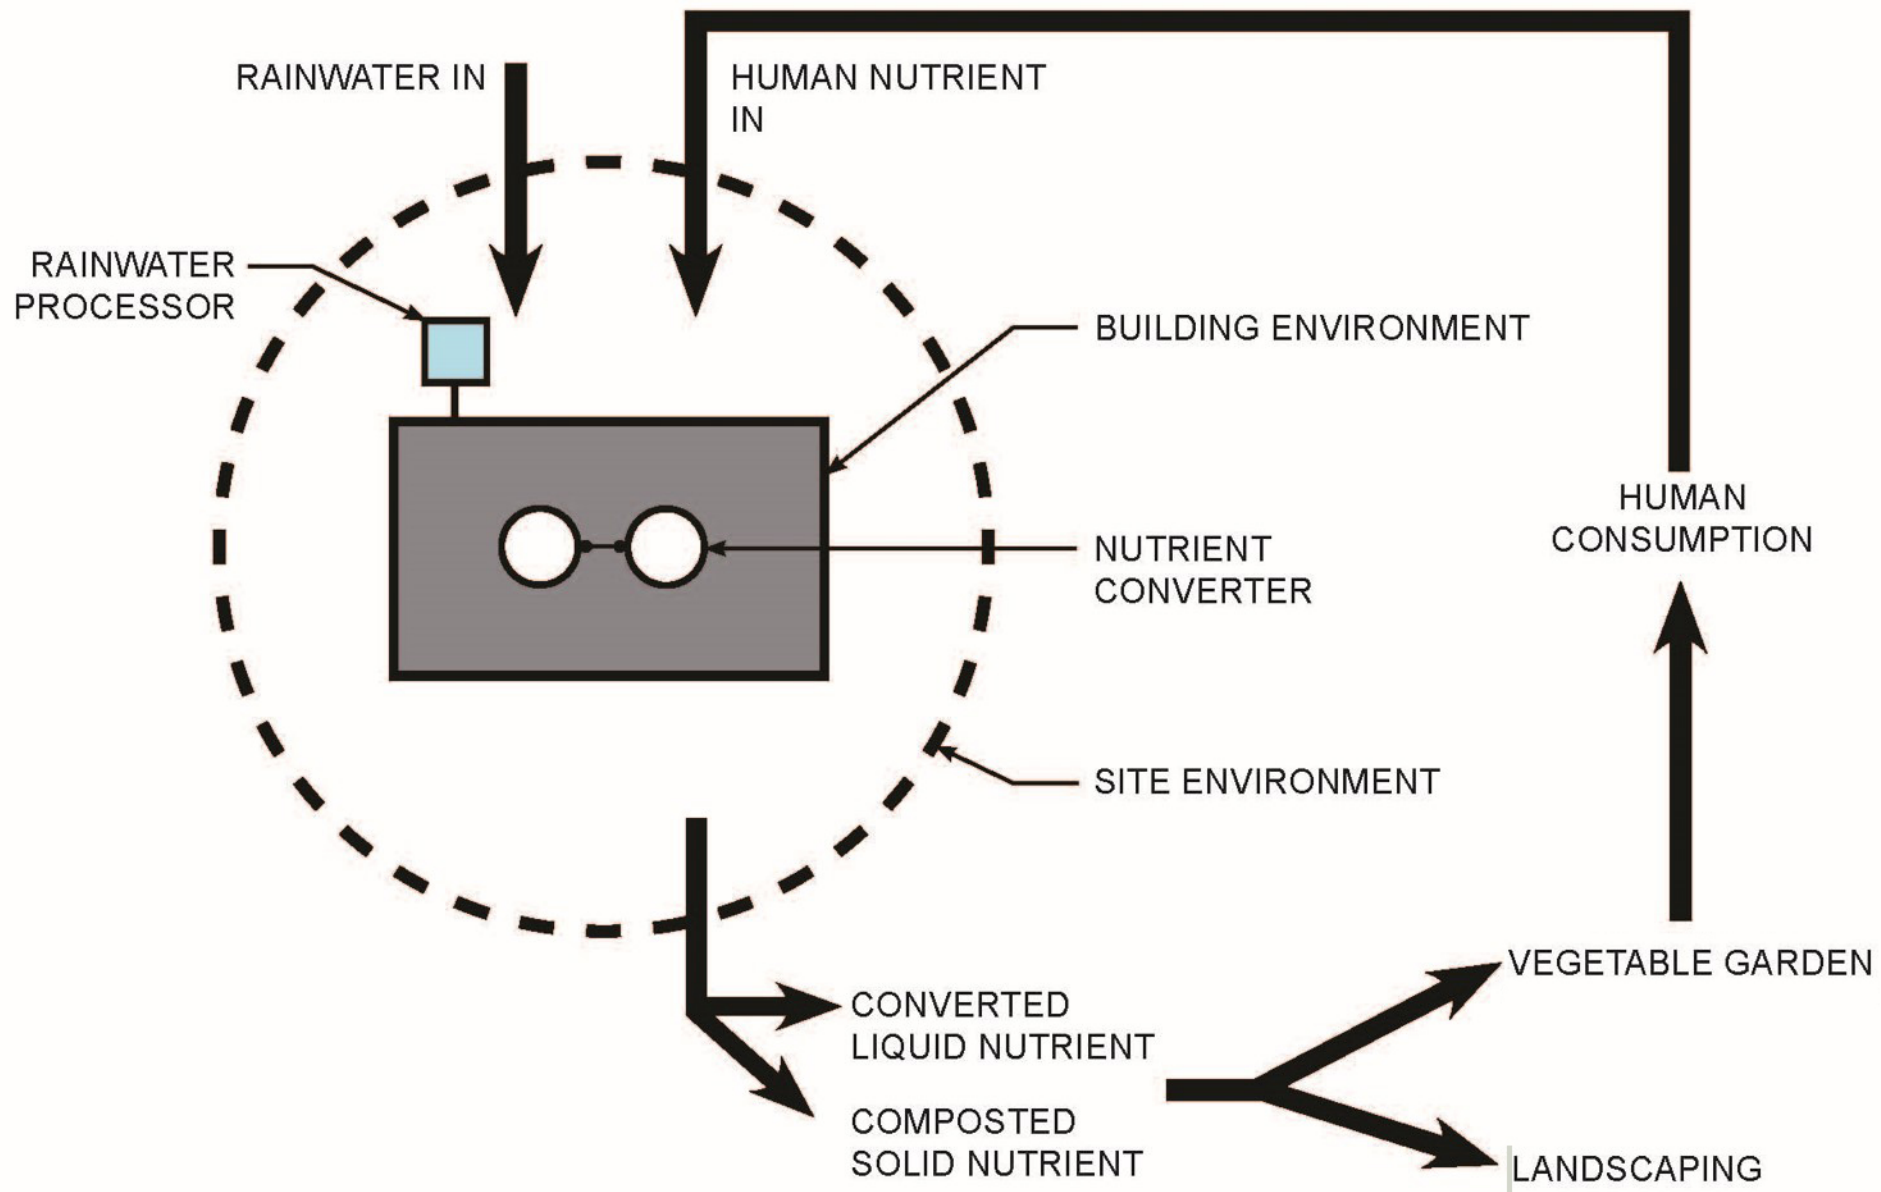 RAINWATER IN
HUMAN NUTRIENT
IN
RAINWATER
PROCESSOR
BUILDING ENVIRONMENT
HUMAN
CONSUMPTION
NUTRIENT
CONVERTER
SITE ENVIRONMENT
VEGETABLE GARDEN
CONVERTED
LIQUID NUTRIENT
COMPOSTED
SOLID NUTRIENT
LANDSCAPING